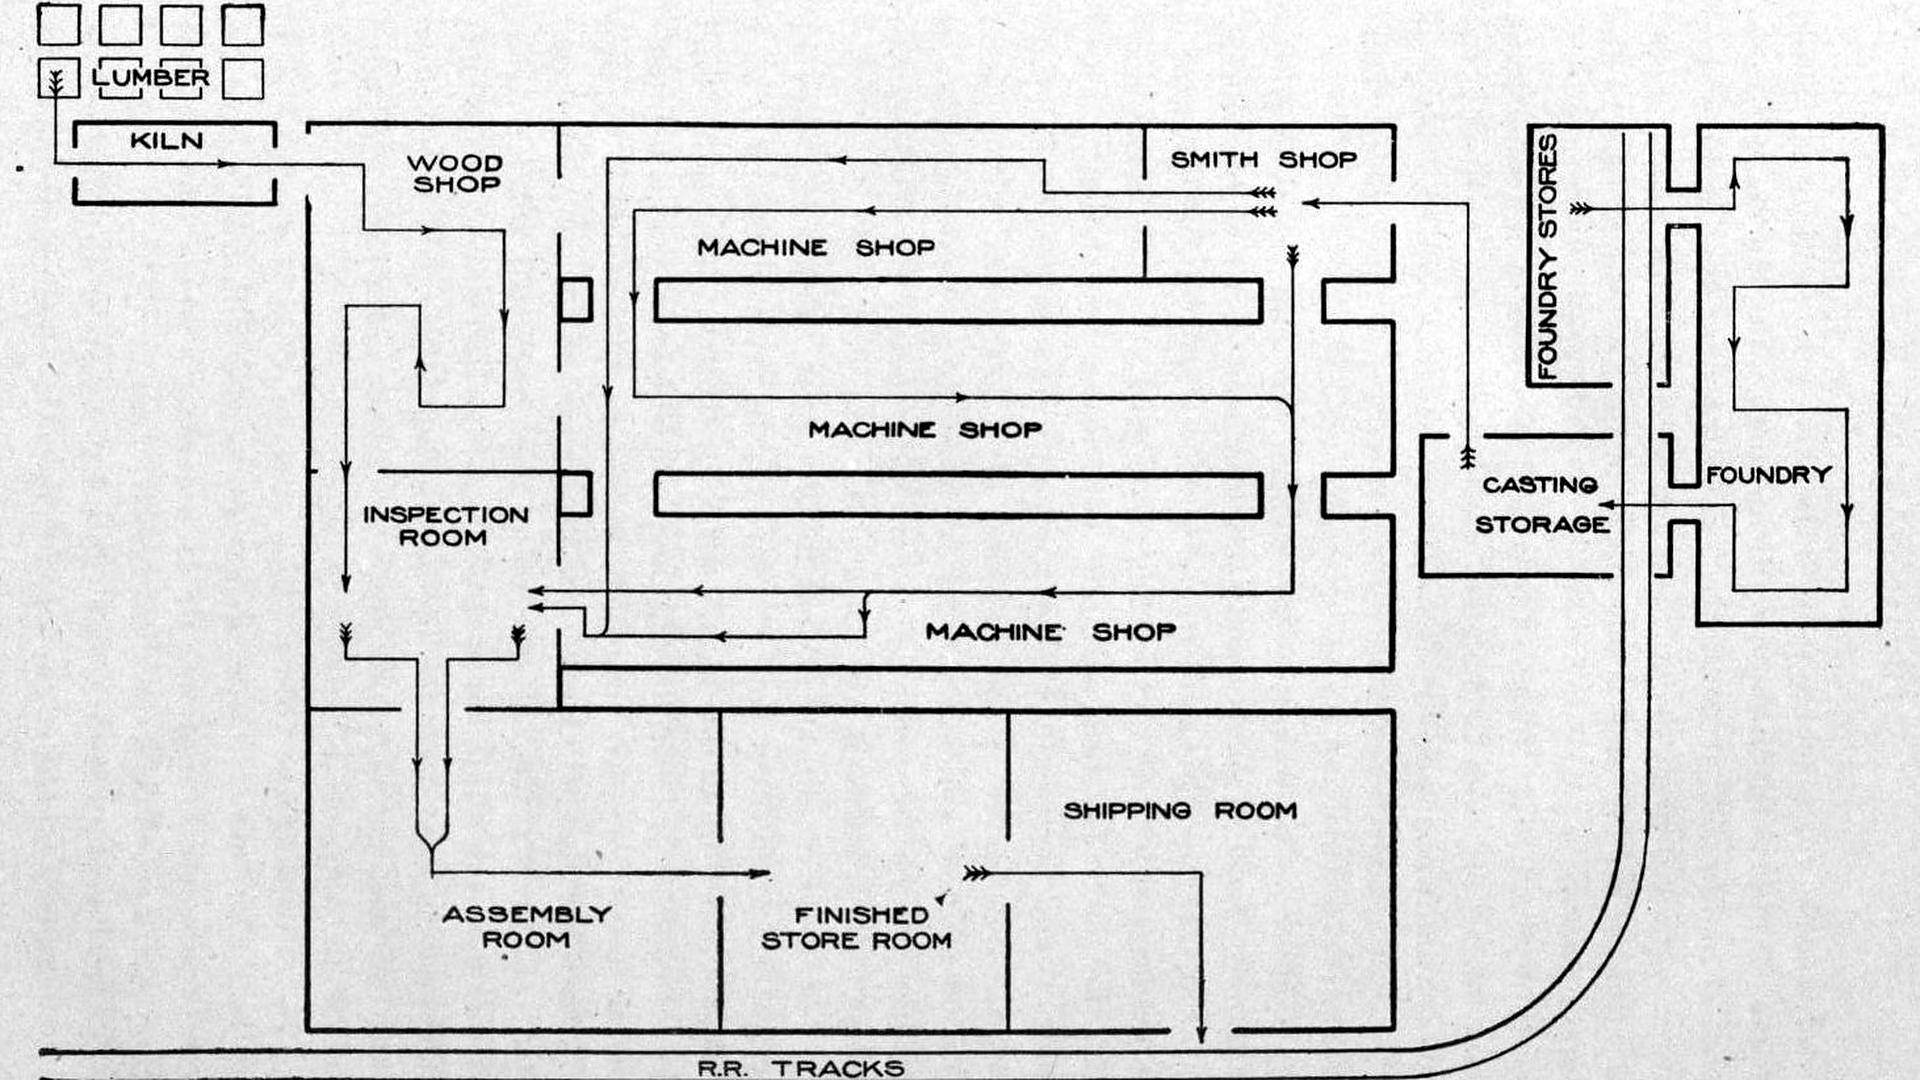 LUMBER
KILN
WOOD
SHOP
SMITH SHOP
MACHINE SHOP
FOUNDRY STORES
MACHINE SHOP
CASTING
STORAGE
FOUNDRY
INSPECTION
ROOM
MACHINE SHOP
SHIPPING ROOM
ASSEMBLY
ROOM
FINISHED
STORE ROOM
R.R. TRACKS